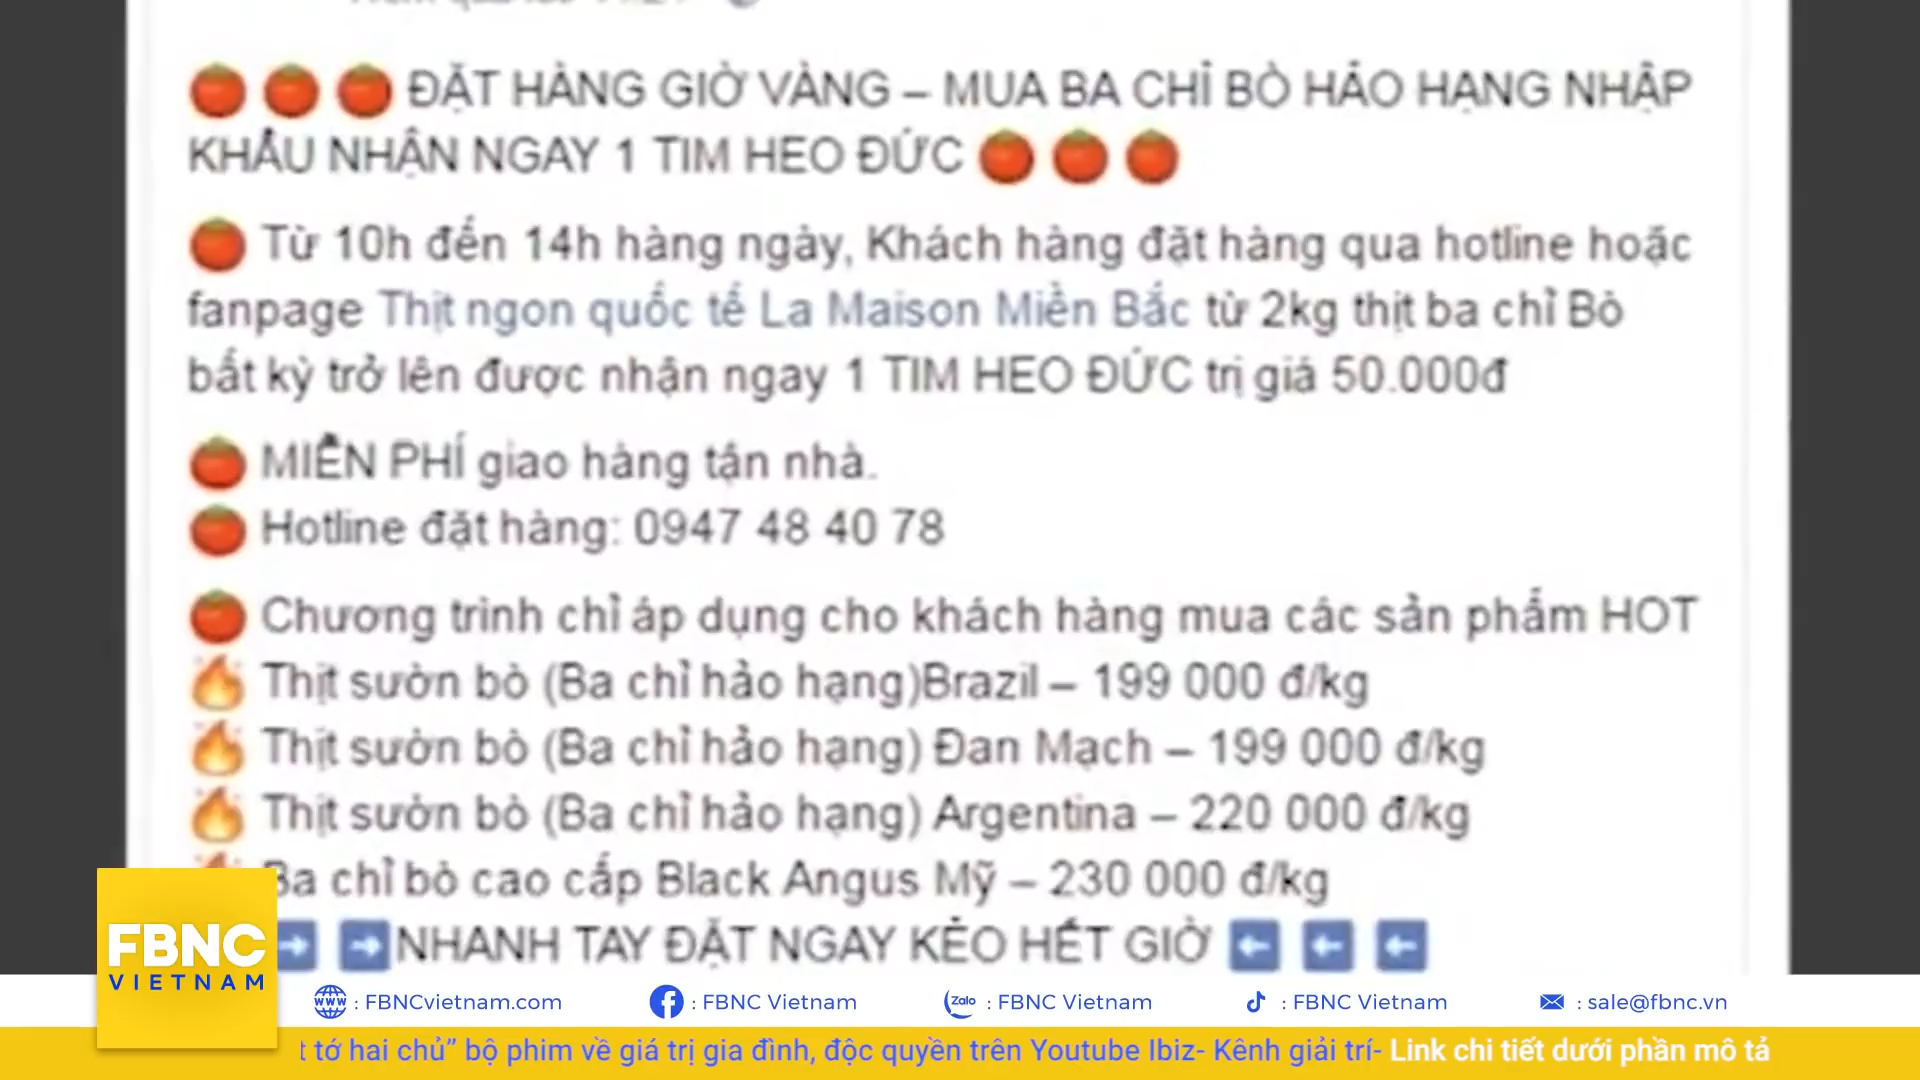 ĐẶT HÀNG GIỜ VÀNG – MUA BA CHỈ BÒ HẢO HẠNG NHẬP
KHẨU NHẬN NGAY 1 TIM HEO ĐỨC
Từ 10h đến 14h hàng ngày, Khách hàng đặt hàng qua hotline hoặc
fanpage Thịt ngon quốc tế La Maison Miền Bắc từ 2kg thịt ba chỉ Bò
bất kỳ trở lên được nhận ngay 1 TIM HEO ĐỨC trị giá 50.000đ
MIỄN PHÍ giao hàng tận nhà.
Hotline đặt hàng: 0947 48 40 78
Chương trình chỉ áp dụng cho khách hàng mua các sản phẩm HOT
Thịt sườn bò (Ba chỉ hảo hạng)Brazil – 199 000 đ/kg
Thịt sườn bò (Ba chỉ hảo hạng) Đan Mạch – 199 000 đ/kg
Thịt sườn bò (Ba chỉ hảo hạng) Argentina – 220 000 đ/kg
Ba chỉ bò cao cấp Black Angus Mỹ – 230 000 đ/kg
NHANH TAY ĐẶT NGAY KẺO HẾT GIỜ
FBNC
VIETNAM
www : FBNCvietnam.com
: FBNC Vietnam
Zalo : FBNC Vietnam
: FBNC Vietnam
: sale@fbnc.vn
tớ hai chủ” bộ phim về giá trị gia đình, độc quyền trên Youtube Ibiz- Kênh giải trí- Link chi tiết dưới phần mô tả